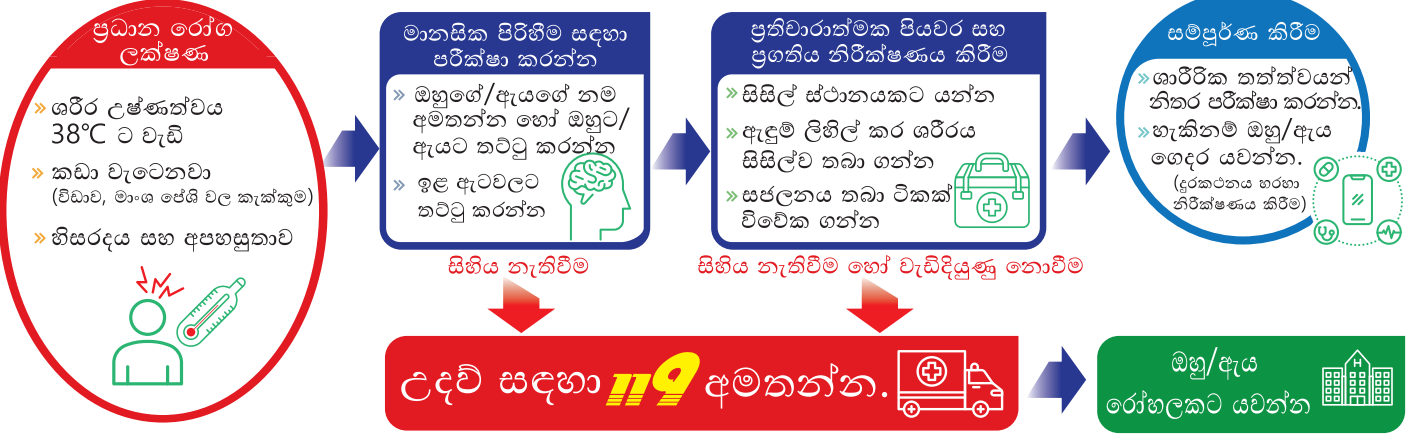 ප්‍රධාන රෝග
ලක්ෂණ
» ශරීර උෂ්ණත්වය
38℃ ට වැඩි
» කඩා වැටෙනවා
(විඩාව, මාංශ පේශි වල කැක්කුම)
» හිසරදය සහ අපහසුතාව
මානසික පිරිහීම සඳහා
පරීක්ෂා කරන්න
» ඔහුගේ/ඇයගේ නම
අමතන්න හෝ ඔහුට/
ඇයට තට්ටු කරන්න
» ඉළ ඇටවලට
තට්ටු කරන්න
සිහිය නැතිවීම
ප්‍රතිචාරාත්මක පියවර සහ
ප්‍රගතිය නිරීක්ෂණය කිරීම
» සිසිල් ස්ථානයකට යන්න
» ඇඳුම් ලිහිල් කර ශරීරය
සිසිල්ව තබා ගන්න
» සජලනය තබා ටිකක්
විවේක ගන්න
සිහිය නැතිවීම හෝ වැඩිදියුණු නොවීම
සම්පූර්ණ කිරීම
» ශාරීරික තත්ත්වයන්
නිතර පරීක්ෂා කරන්න.
» හැකිනම් ඔහු/ඇය
ගෙදර යවන්න.
(දුරකථනය හරහා
නිරීක්ෂණය කිරීම)
උදව් සඳහා 119 අමතන්න.
H
ඔහු/ඇය
රෝහලකට යවන්න